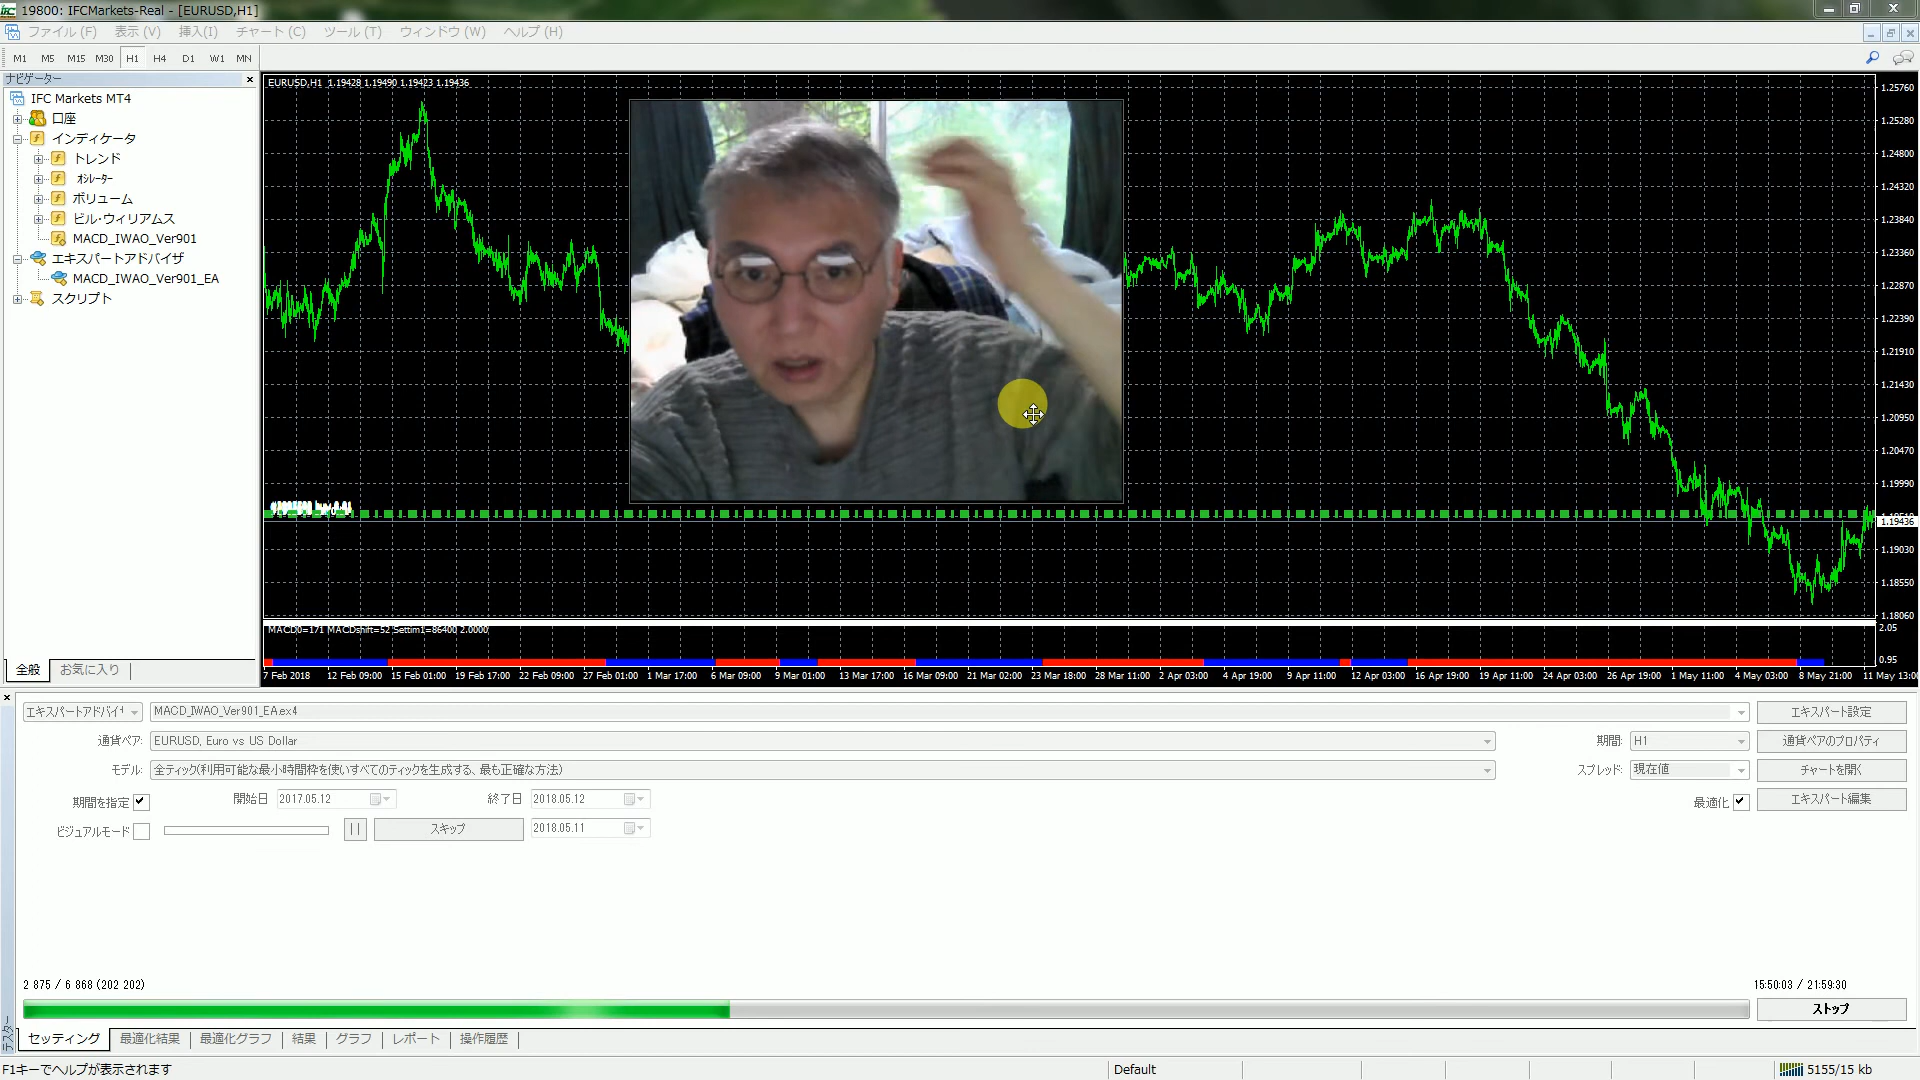 19800: IFCMarkets-Real - [EURUSD,H1]
ファイル (F) 表示 (V) 挿入(I) チャート (C) ツール (T) ウィンドウ (W) ヘルプ (H)
M1 M5 M15 M30 H1 H4 D1 W1 MN
ナビゲーター
IFC Markets MT4
口座
インディケータ
トレンド
オシレーター
ボリューム
ビル・ウィリアムス
MACD_IWAO_Ver901
エキスパートアドバイザ
MACD_IWAO_Ver901_EA
スクリプト
全般 お気に入り
EURUSD,H1 1.19428 1.19490 1.19423 1.19436
1.25760
1.25280
1.24800
1.24320
1.23840
1.23360
1.22870
1.22390
1.21910
1.21430
1.20950
1.20470
1.19990
1.19436
1.19030
1.18550
1.18060
MACD0=171 MACDshift=52 Settim1=86400 2.0000
2.05
0.95
7 Feb 2018 12 Feb 09:00 15 Feb 01:00 19 Feb 17:00 22 Feb 09:00 27 Feb 01:00 1 Mar 17:00 6 Mar 09:00 9 Mar 01:00 13 Mar 17:00 16 Mar 09:00 21 Mar 02:00 23 Mar 18:00 28 Mar 11:00 2 Apr 03:00 4 Apr 19:00 9 Apr 11:00 12 Apr 03:00 16 Apr 19:00 19 Apr 11:00 24 Apr 03:00 26 Apr 19:00 1 May 11:00 4 May 03:00 8 May 21:00 11 May 13:00
エキスパートアドバイザ MACD_IWAO_Ver901_EA.ex4 エキスパート設定
通貨ペア: EURUSD, Euro vs US Dollar 期間: H1 通貨ペアのプロパティ
モデル: 全ティック(利用可能な最小時間枠を使いすべてのティックを生成する、最も正確な方法) スプレッド: 現在値 チャートを開く
期間を指定 開始日 2017.05.12 終了日 2018.05.12 最適化 エキスパート編集
ビジュアルモード スキップ 2018.05.11
2 875 / 6 868 (202 202) 15:50:03 / 21:59:30
ストップ
テスター
セッティング 最適化結果 最適化グラフ 結果 グラフ レポート 操作履歴
F1キーでヘルプが表示されます Default 5155/15 kb